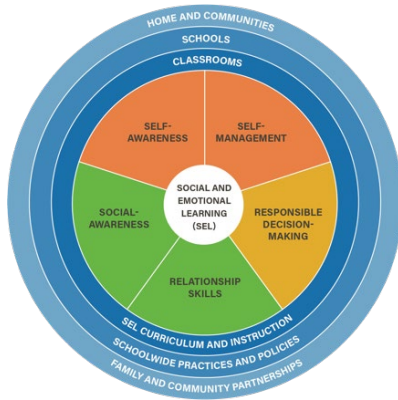 HOME AND COMMUNITIES
SCHOOLS
CLASSROOMS
SELF-
AWARENESS
SELF-
MANAGEMENT
SOCIAL AND
EMOTIONAL
LEARNING
(SEL)
SOCIAL-
AWARENESS
RESPONSIBLE
DECISION-
MAKING
RELATIONSHIP
SKILLS
SEL CURRICULUM AND INSTRUCTION
SCHOOLWIDE PRACTICES AND POLICIES
FAMILY AND COMMUNITY PARTNERSHIPS